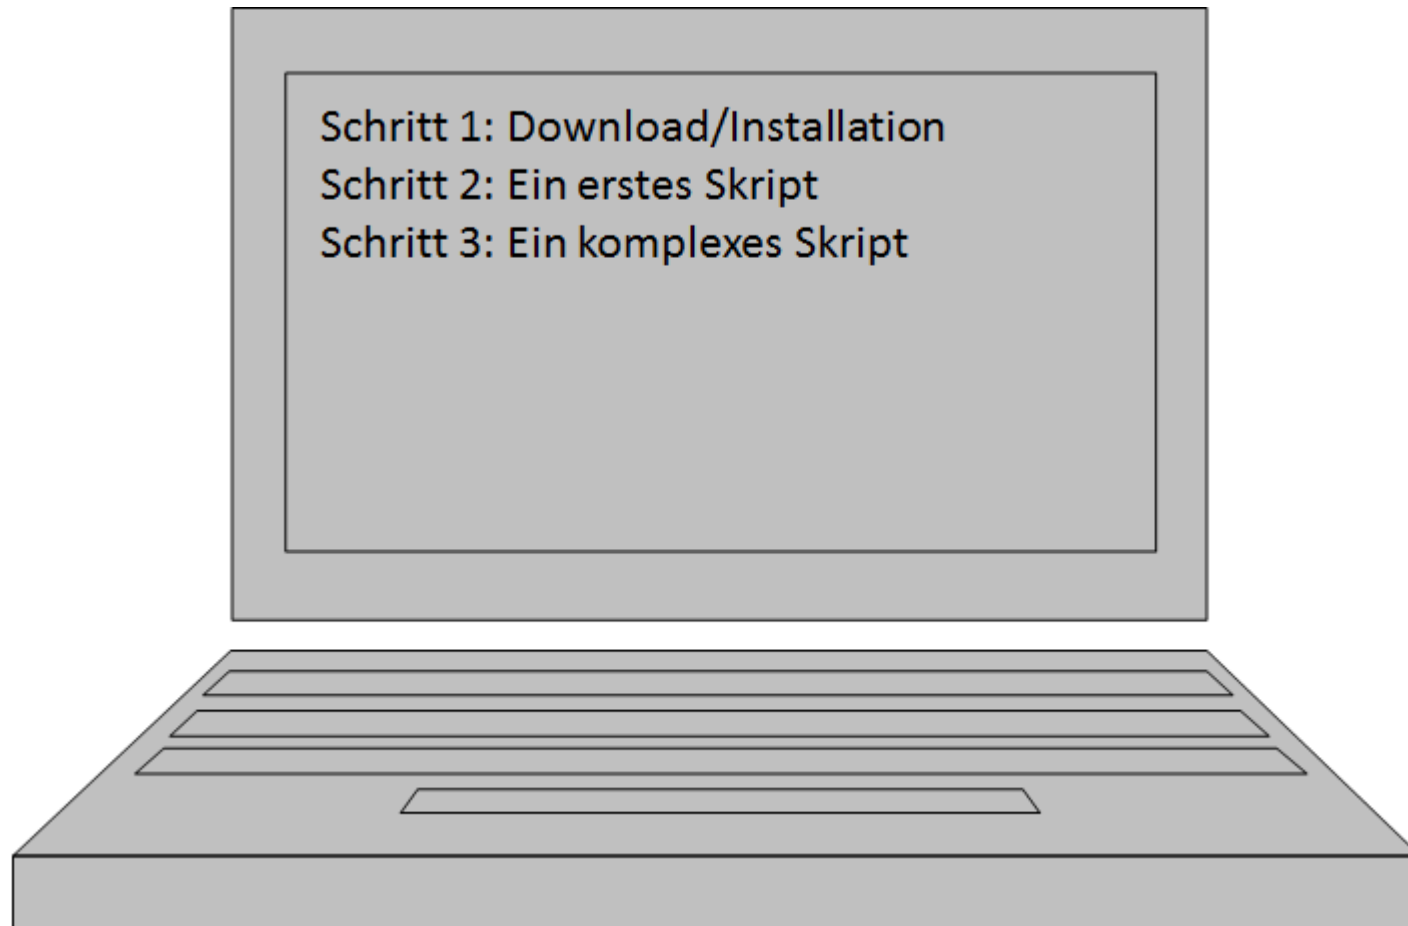 Schritt 1: Download/Installation
Schritt 2: Ein erstes Skript
Schritt 3: Ein komplexes Skript